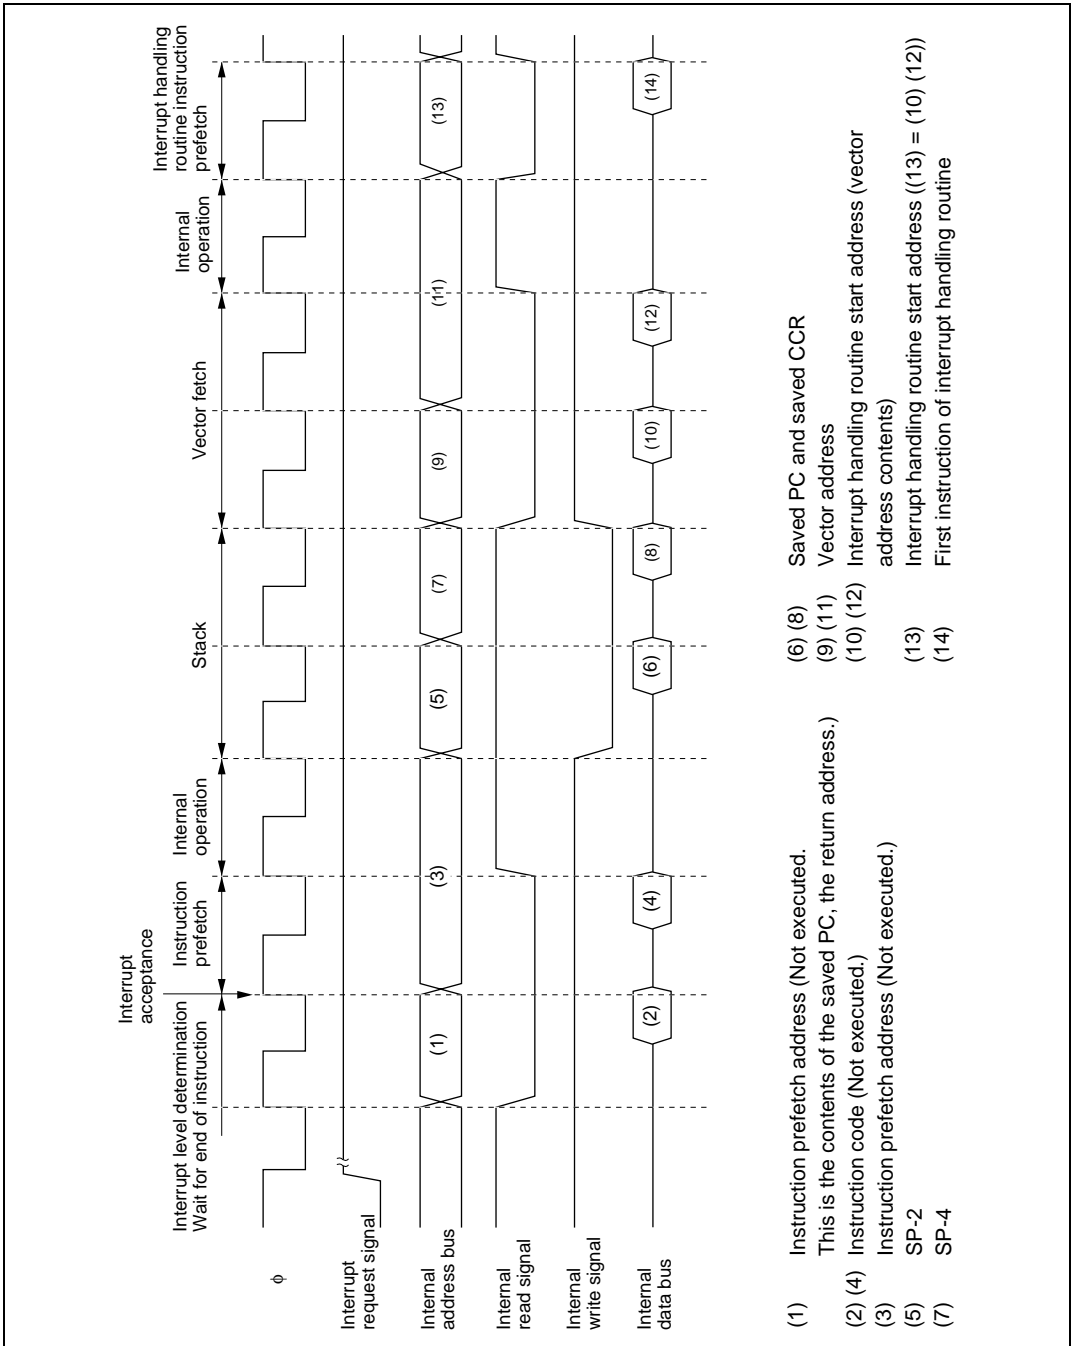 Interrupt
acceptance
Interrupt level determination
Wait for end of instruction
Instruction
prefetch
Internal
operation
Stack
Vector fetch
Internal
operation
Interrupt handling
routine instruction
prefetch
ϕ
Interrupt
request signal
Internal
address bus
(1)
(3)
(5)
(7)
(9)
(11)
(13)
Internal
read signal
Internal
write signal
Internal
data bus
(2)
(4)
(6)
(8)
(10)
(12)
(14)
(1) Instruction prefetch address (Not executed.
This is the contents of the saved PC, the return address.)
(2) (4) Instruction code (Not executed.)
(3) Instruction prefetch address (Not executed.)
(5) SP-2
(7) SP-4
(6) (8) Saved PC and saved CCR
(9) (11) Vector address
(10) (12) Interrupt handling routine start address (vector
address contents)
(13) Interrupt handling routine start address ((13) = (10) (12))
(14) First instruction of interrupt handling routine